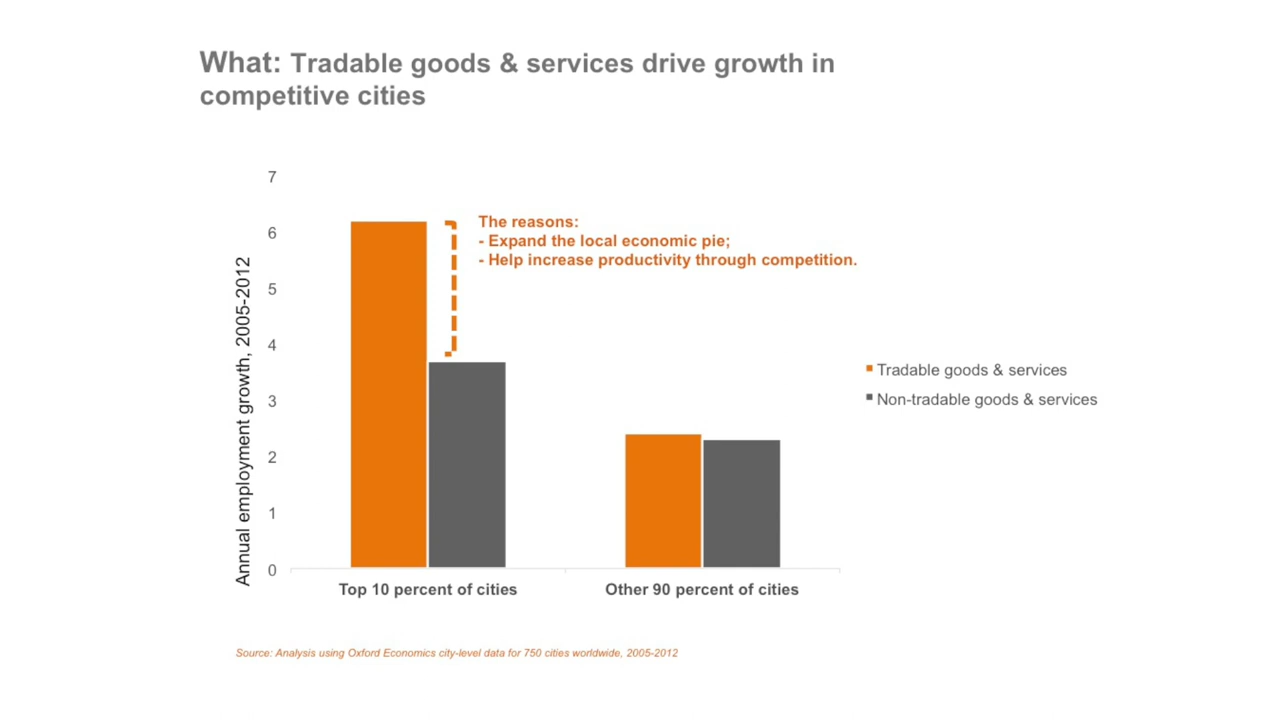 What: Tradable goods & services drive growth in
competitive cities
Annual employment growth, 2005-2012
7
6
5
4
3
2
1
0
The reasons:
- Expand the local economic pie;
- Help increase productivity through competition.
Tradable goods & services
Non-tradable goods & services
Top 10 percent of cities
Other 90 percent of cities
Source: Analysis using Oxford Economics city-level data for 750 cities worldwide, 2005-2012